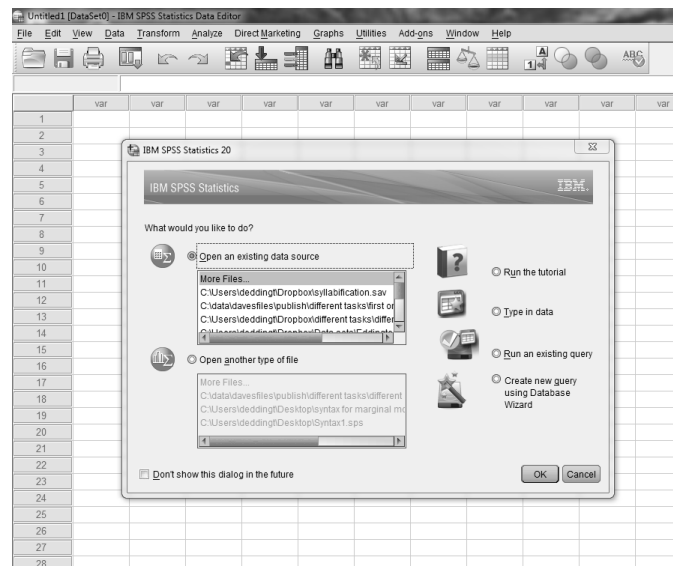 Untitled1 [DataSet0] - IBM SPSS Statistics Data Editor
File Edit View Data Transform Analyze Direct Marketing Graphs Utilities Add-ons Window Help
var var var var var var var var var var var var
1
2
3
4
5
6
7
8
9
10
11
12
13
14
15
16
17
18
19
20
21
22
23
24
25
26
27
28
IBM SPSS Statistics 20
IBM SPSS Statistics IBM.
What would you like to do?
Open an existing data source
More Files...
C:\Users\deddingt\Dropbox\syllabification.sav
C:\data\davesfiles\publish\different tasks\first or
C:\Users\deddingt\Dropbox\different tasks\differ
C:\Users\deddingt\Dropbox\Data sets\Eddingto
Open another type of file
More Files...
C:\data\davesfiles\publish\different tasks\different
C:\Users\deddingt\Desktop\syntax for marginal mo
C:\Users\deddingt\Desktop\Syntax1.sps
Run the tutorial
Type in data
Run an existing query
Create new query
using Database
Wizard
Don't show this dialog in the future
OK Cancel